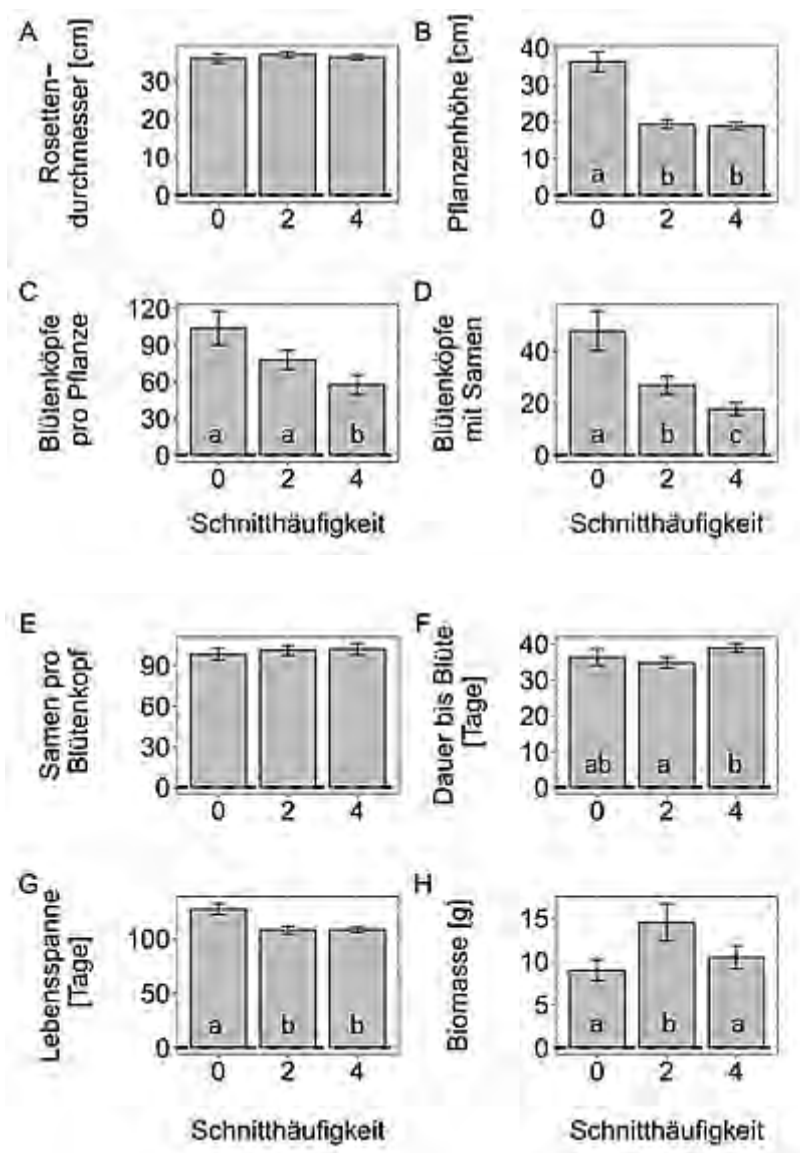 A
Rosetten-
durchmesser [cm]
30
20
10
0
0 2 4
B
Pflanzenhöhe [cm]
40
30
20
10
0
a b b
0 2 4
C
Blütenköpfe
pro Pflanze
120
90
60
30
0
a a b
0 2 4
Schnitthäufigkeit
D
Blütenköpfe
mit Samen
40
20
0
a b c
0 2 4
Schnitthäufigkeit
E
Samen pro
Blütenkopf
90
60
30
0
0 2 4
F
Dauer bis Blüte
[Tage]
40
30
20
10
0
ab a b
0 2 4
G
Lebensspanne
[Tage]
100
50
0
a b b
0 2 4
Schnitthäufigkeit
H
Biomasse [g]
15
10
5
0
a b a
0 2 4
Schnitthäufigkeit